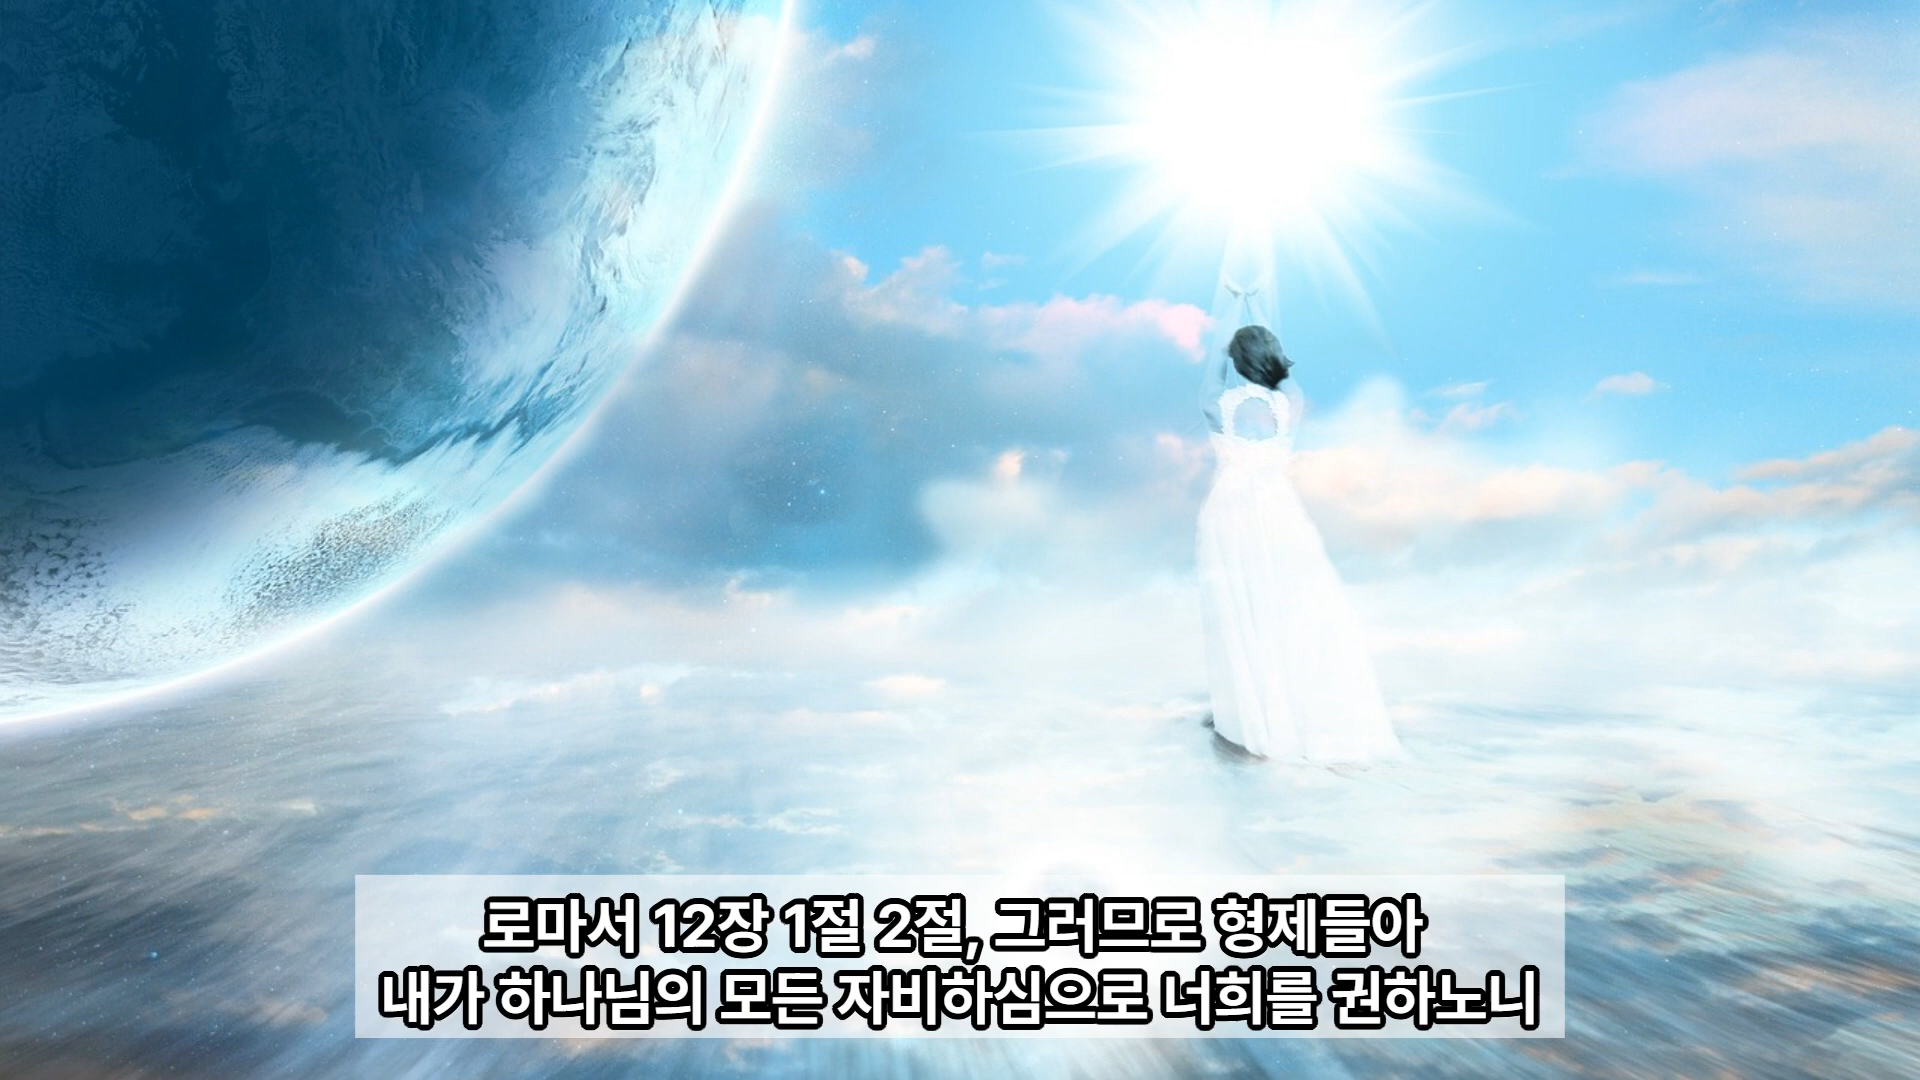 로마서 12장 1절 2절, 그러므로 형제들아
내가 하나님의 모든 자비하심으로 너희를 권하노니